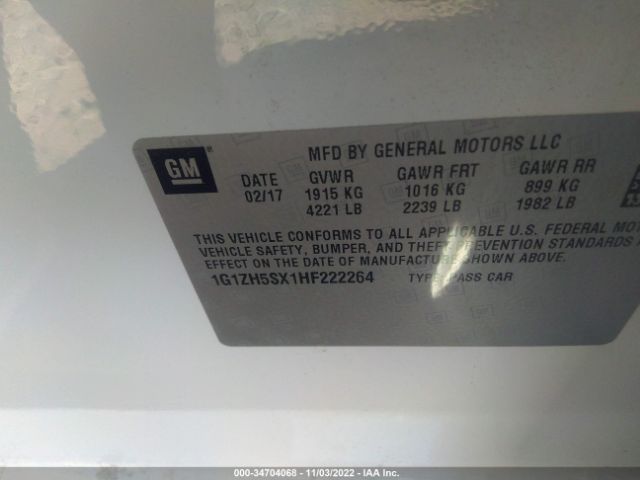 GM
MFD BY GENERAL MOTORS LLC
DATE GVWR GAWR FRT GAWR RR
02/17 1915 KG 1016 KG 899 KG
4221 LB 2239 LB 1982 LB
THIS VEHICLE CONFORMS TO ALL APPLICABLE U.S. FEDERAL MOT
VEHICLE SAFETY, BUMPER, AND THEFT PREVENTION STANDARDS
EFFECT ON THE DATE OF MANUFACTURE SHOWN ABOVE.
1G1ZH5SX1HF222264 TYPE: PASS CAR
000-34704068 - 11/03/2022 - IAA Inc.